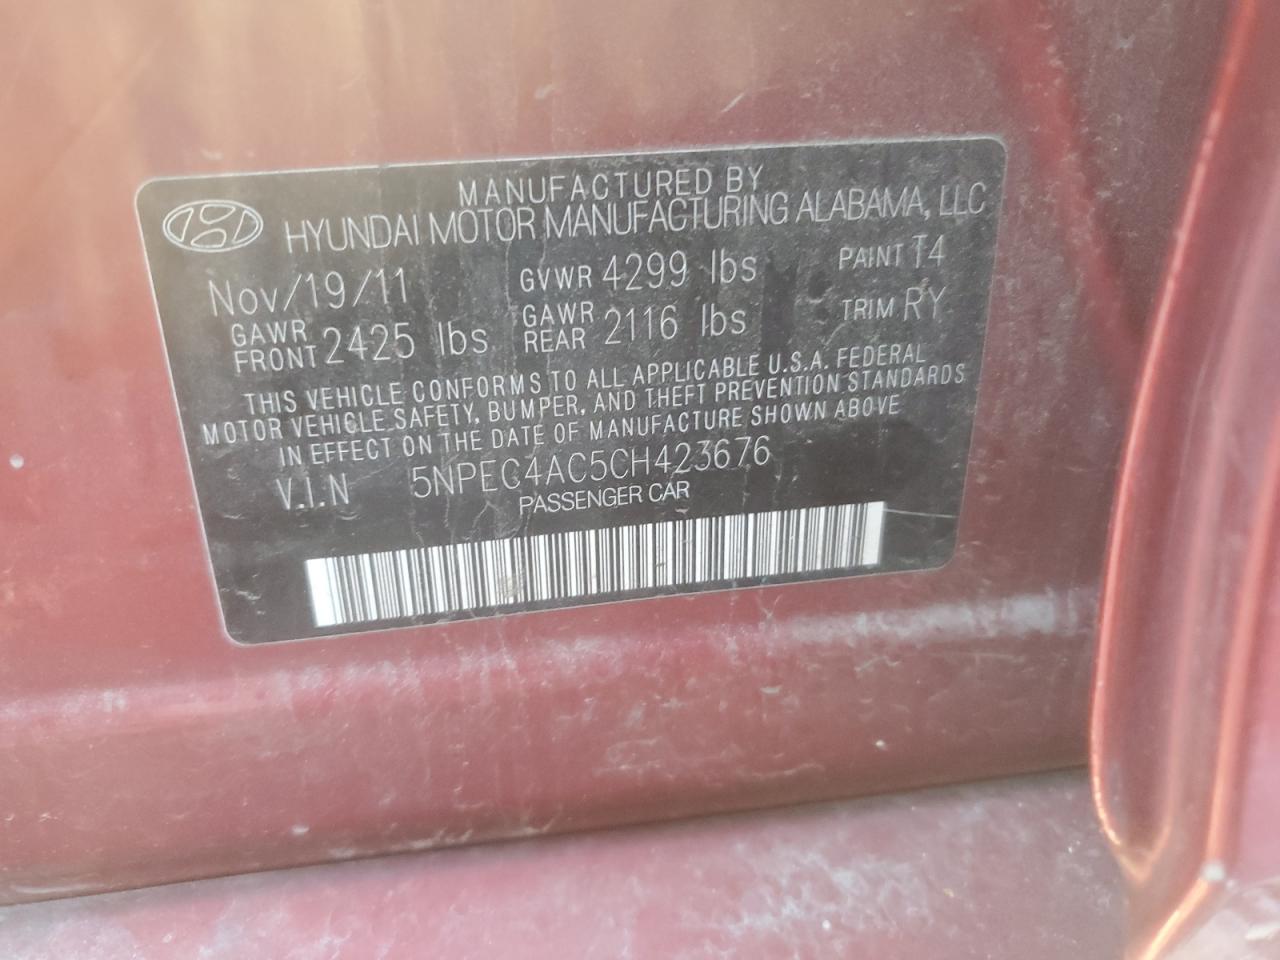 MANUFACTURED BY
HYUNDAI MOTOR MANUFACTURING ALABAMA, LLC
Nov/19/11 GVWR 4299 lbs PAINT T4
GAWR FRONT 2425 lbs GAWR REAR 2116 lbs TRIM RY
THIS VEHICLE CONFORMS TO ALL APPLICABLE U.S.A. FEDERAL
MOTOR VEHICLE SAFETY, BUMPER, AND THEFT PREVENTION STANDARDS
IN EFFECT ON THE DATE OF MANUFACTURE SHOWN ABOVE
V.I.N 5NPEC4AC5CH423676
PASSENGER CAR